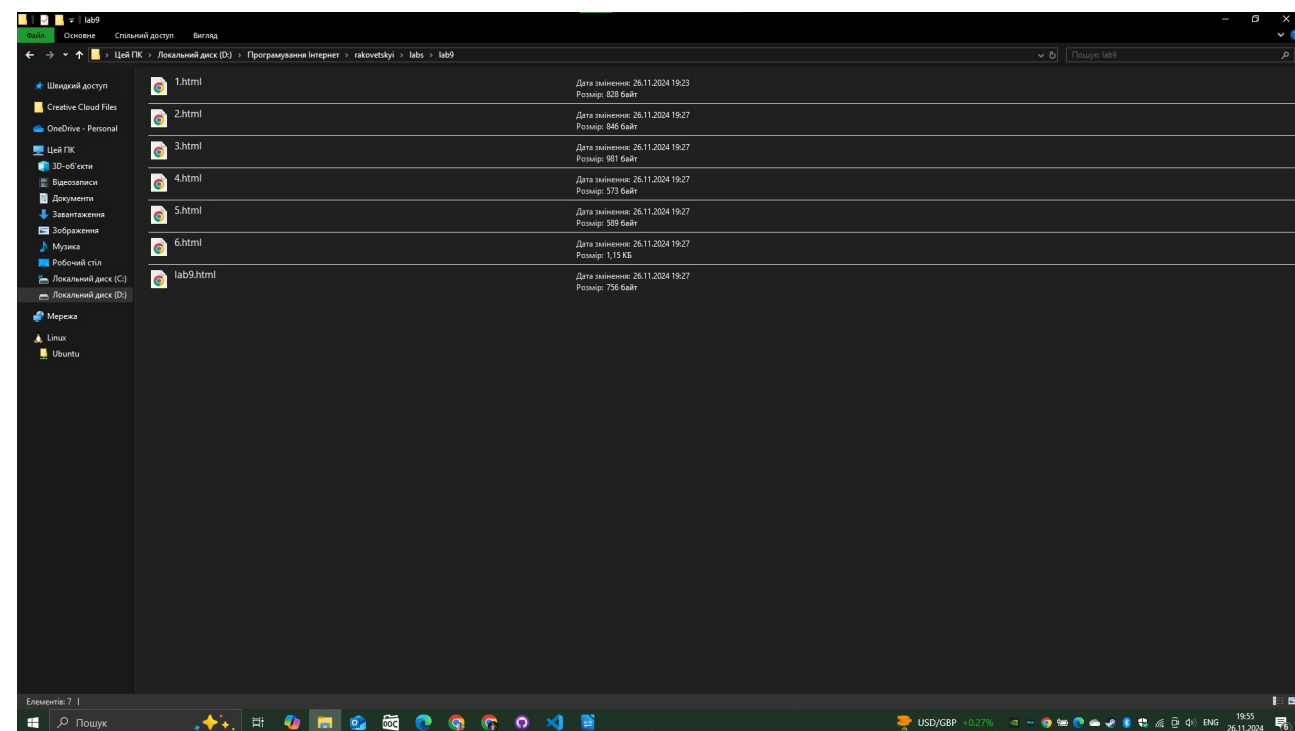 lab9
Файл Основне Спільний доступ Вигляд
Цей ПК › Локальний диск (D:) › Програмування Інтернет › rakovetskyi › labs › lab9
Пошук: lab9
Швидкий доступ
Creative Cloud Files
OneDrive - Personal
Цей ПК
3D-об'єкти
Відеозаписи
Документи
Завантаження
Зображення
Музика
Робочий стіл
Локальний диск (C:)
Локальний диск (D:)
Мережа
Linux
Ubuntu
1.html
Дата змінення: 26.11.2024 19:23
Розмір: 828 байт
2.html
Дата змінення: 26.11.2024 19:27
Розмір: 846 байт
3.html
Дата змінення: 26.11.2024 19:27
Розмір: 981 байт
4.html
Дата змінення: 26.11.2024 19:27
Розмір: 573 байт
5.html
Дата змінення: 26.11.2024 19:27
Розмір: 589 байт
6.html
Дата змінення: 26.11.2024 19:27
Розмір: 1,15 КБ
lab9.html
Дата змінення: 26.11.2024 19:27
Розмір: 756 байт
Елементів: 7
Пошук
DOC
USD/GBP +0.27%
ENG
19:55
26.11.2024
6